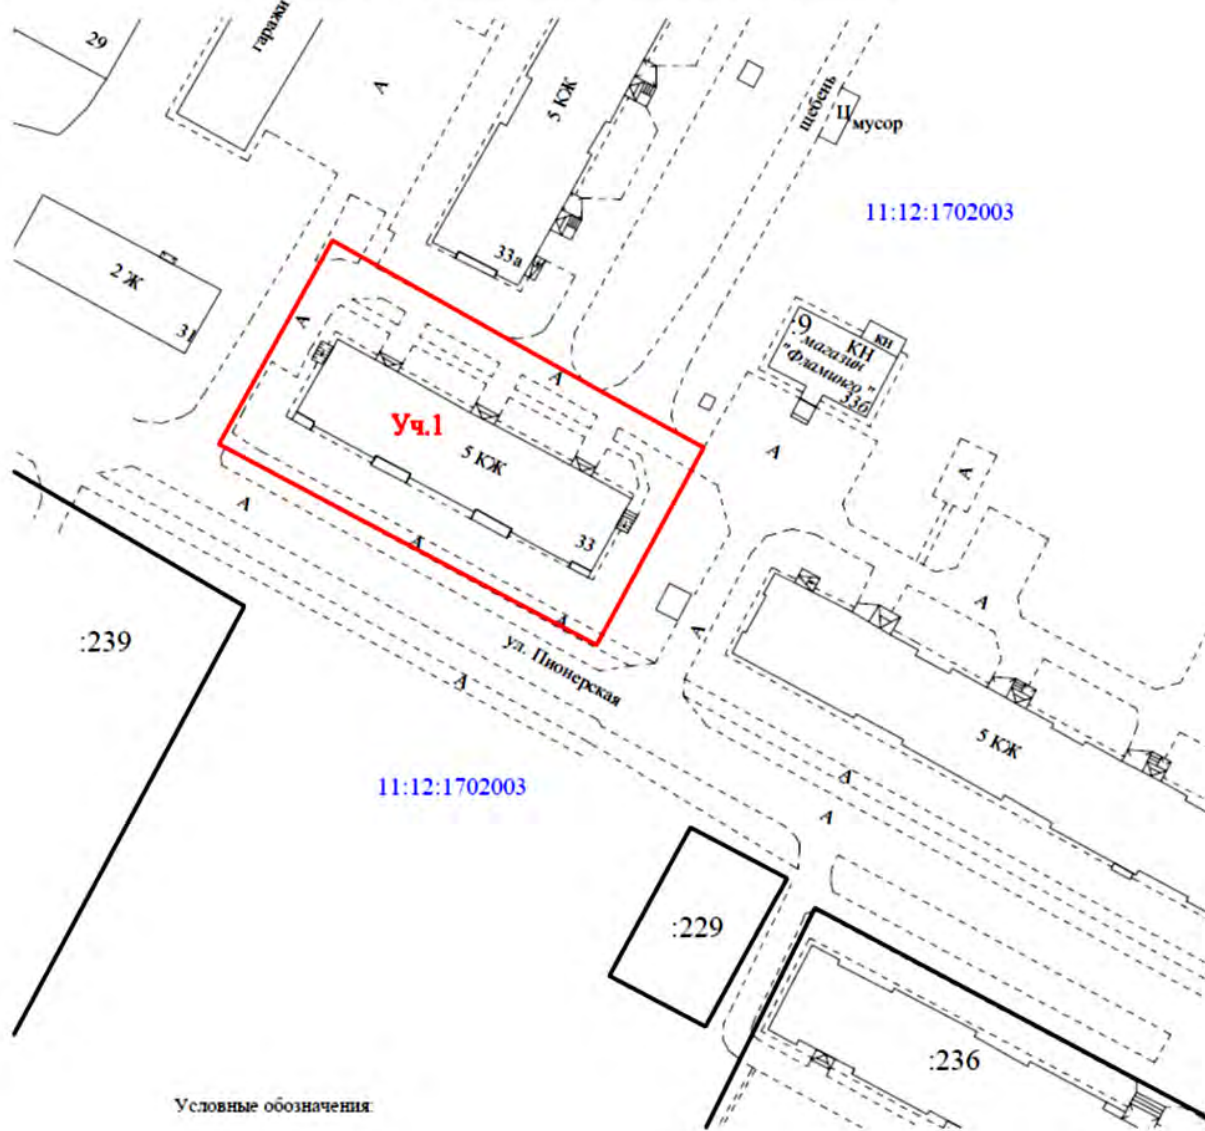 29
гаражи
А
5 КЖ
щебень
Ц
мусор
11:12:1702003
33а
2 Ж
31
А
:9
КН
кн
магазин
"Фламинго"
33б
А
Уч.1
5 КЖ
А
А
А
33
А
А
А
А
:239
ул. Пионерская
А
5 КЖ
11:12:1702003
А
А
:229
:236
Условные обозначения: